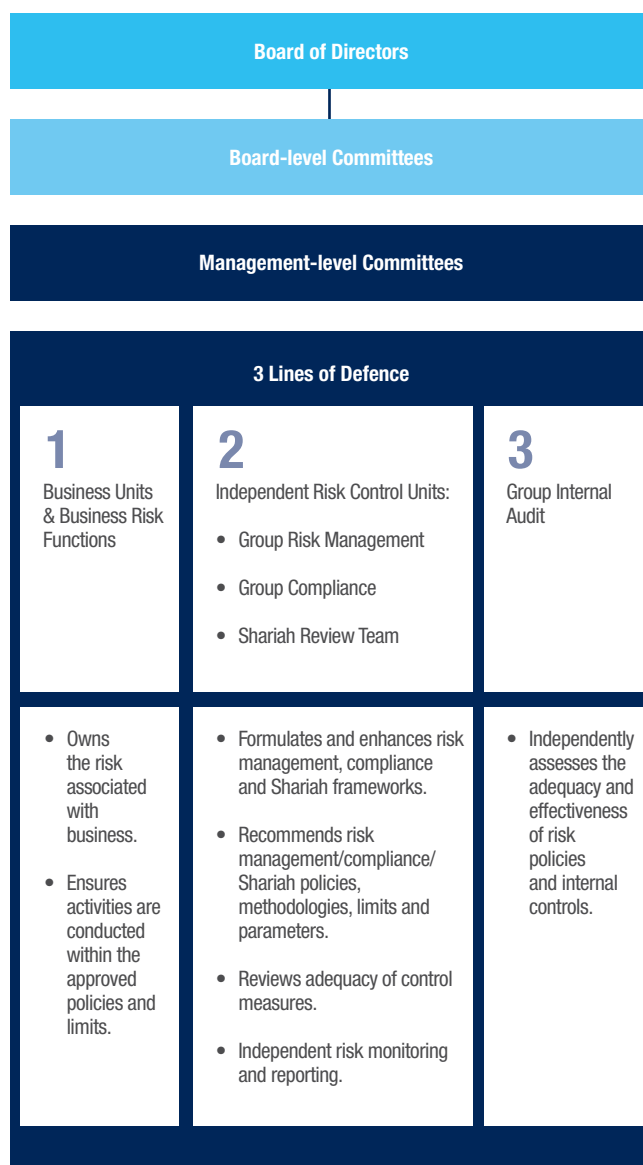 Board of Directors
Board-level Committees
Management-level Committees
3 Lines of Defence
1
Business Units
& Business Risk
Functions
2
Independent Risk Control Units:
• Group Risk Management
• Group Compliance
• Shariah Review Team
3
Group Internal
Audit
• Owns
the risk
associated
with
business.
• Ensures
activities are
conducted
within the
approved
policies and
limits.
• Formulates and enhances risk
management, compliance
and Shariah frameworks.
• Recommends risk
management/compliance/
Shariah policies,
methodologies, limits and
parameters.
• Reviews adequacy of control
measures.
• Independent risk monitoring
and reporting.
• Independently
assesses the
adequacy and
effectiveness
of risk
policies
and internal
controls.